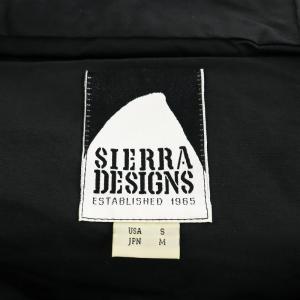 SIERRA
DESIGNS
ESTABLISHED 1965
USA S
JPN M